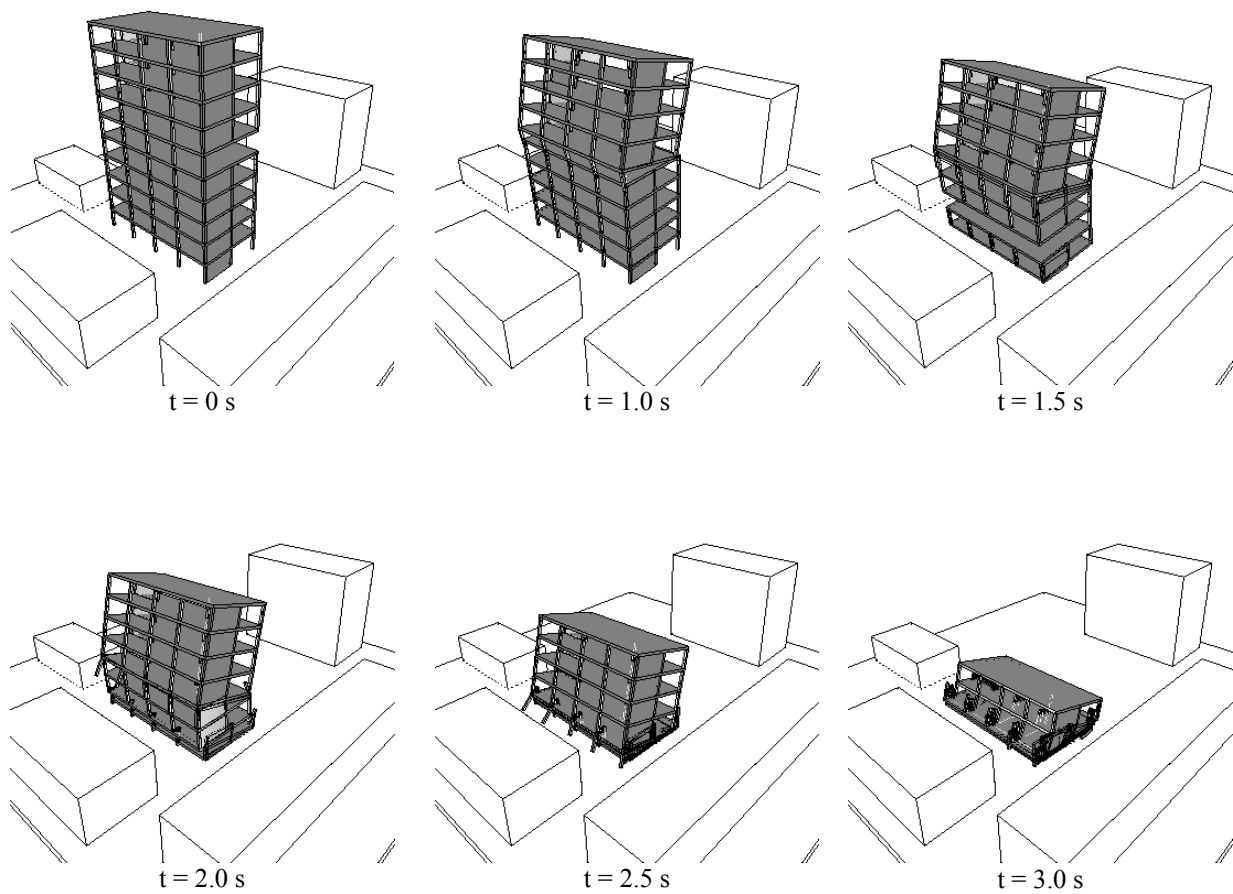 t = 0 s
t = 1.0 s
t = 1.5 s
t = 2.0 s
t = 2.5 s
t = 3.0 s